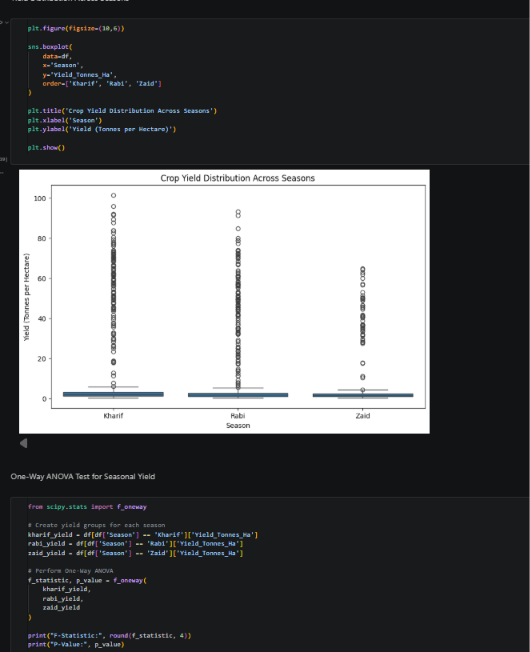 Yield Distribution Across Seasons
plt.figure(figsize=(10,6))
sns.boxplot(
data=df,
x='Season',
y='Yield_Tonnes_Ha',
order=['Kharif', 'Rabi', 'Zaid']
)
plt.title('Crop Yield Distribution Across Seasons')
plt.xlabel('Season')
plt.ylabel('Yield (Tonnes per Hectare)')
plt.show()
Crop Yield Distribution Across Seasons
Yield (Tonnes per Hectare)
100
80
60
40
20
0
Kharif Rabi Zaid
Season
One-Way ANOVA Test for Seasonal Yield
from scipy.stats import f_oneway
# Create yield groups for each season
kharif_yield = df[df['Season'] == 'Kharif']['Yield_Tonnes_Ha']
rabi_yield = df[df['Season'] == 'Rabi']['Yield_Tonnes_Ha']
zaid_yield = df[df['Season'] == 'Zaid']['Yield_Tonnes_Ha']
# Perform One-Way ANOVA
f_statistic, p_value = f_oneway(
kharif_yield,
rabi_yield,
zaid_yield
)
print("F-Statistic:", round(f_statistic, 4))
print("P-Value:", p_value)